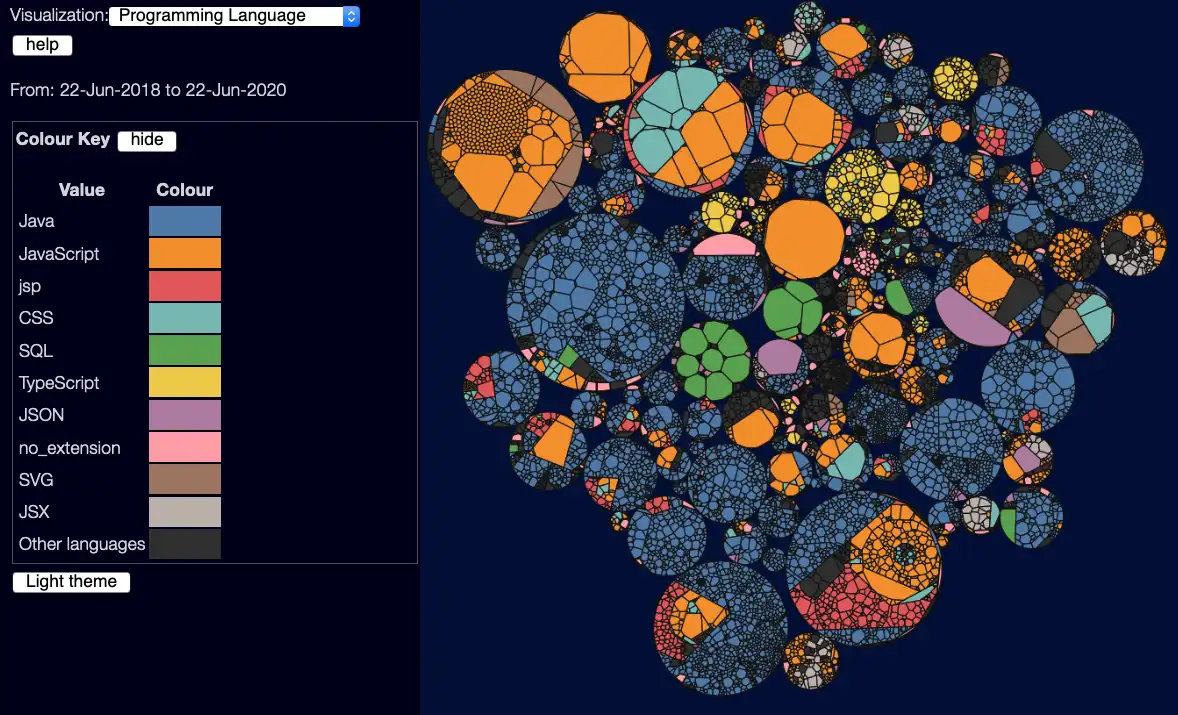 Visualization: Programming Language
help
From: 22-Jun-2018 to 22-Jun-2020
Colour Key hide
Value Colour
Java
JavaScript
jsp
CSS
SQL
TypeScript
JSON
no_extension
SVG
JSX
Other languages
Light theme